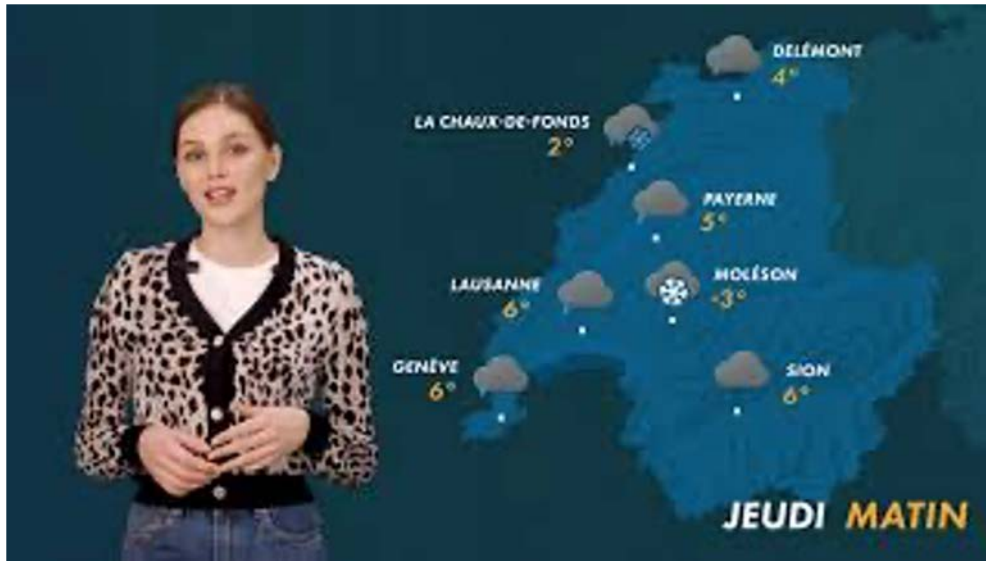 DELÉMONT
4°
LA CHAUX-DE-FONDS
2°
PAYERNE
5°
MOLÉSON
-3°
LAUSANNE
6°
GENÈVE
6°
SION
6°
JEUDI MATIN